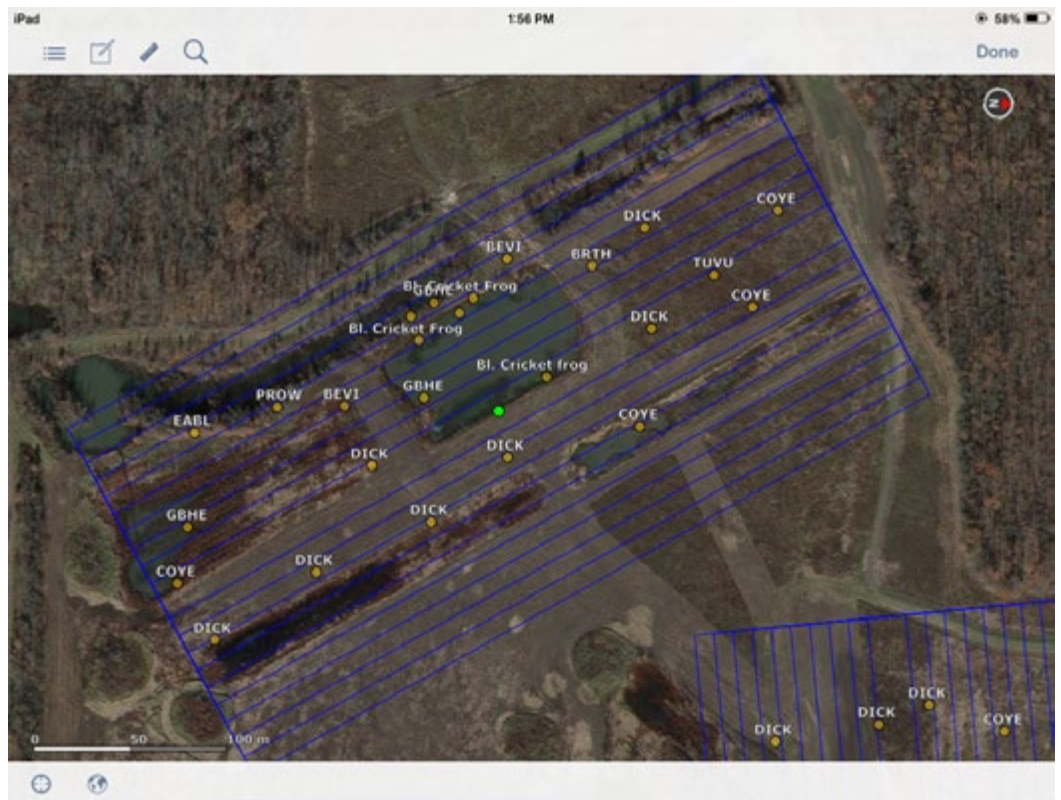 iPad 1:56 PM 58%
Done
N
COYE
DICK
BEVI
BRTH
TUVU
Bl. Cricket Frog
GBHE
COYE
DICK
Bl. Cricket Frog
Bl. Cricket frog
GBHE
PROW
BEVI
EABL
COYE
DICK
DICK
GBHE
DICK
DICK
COYE
DICK
DICK
DICK
COYE
DICK
0 50 100 m